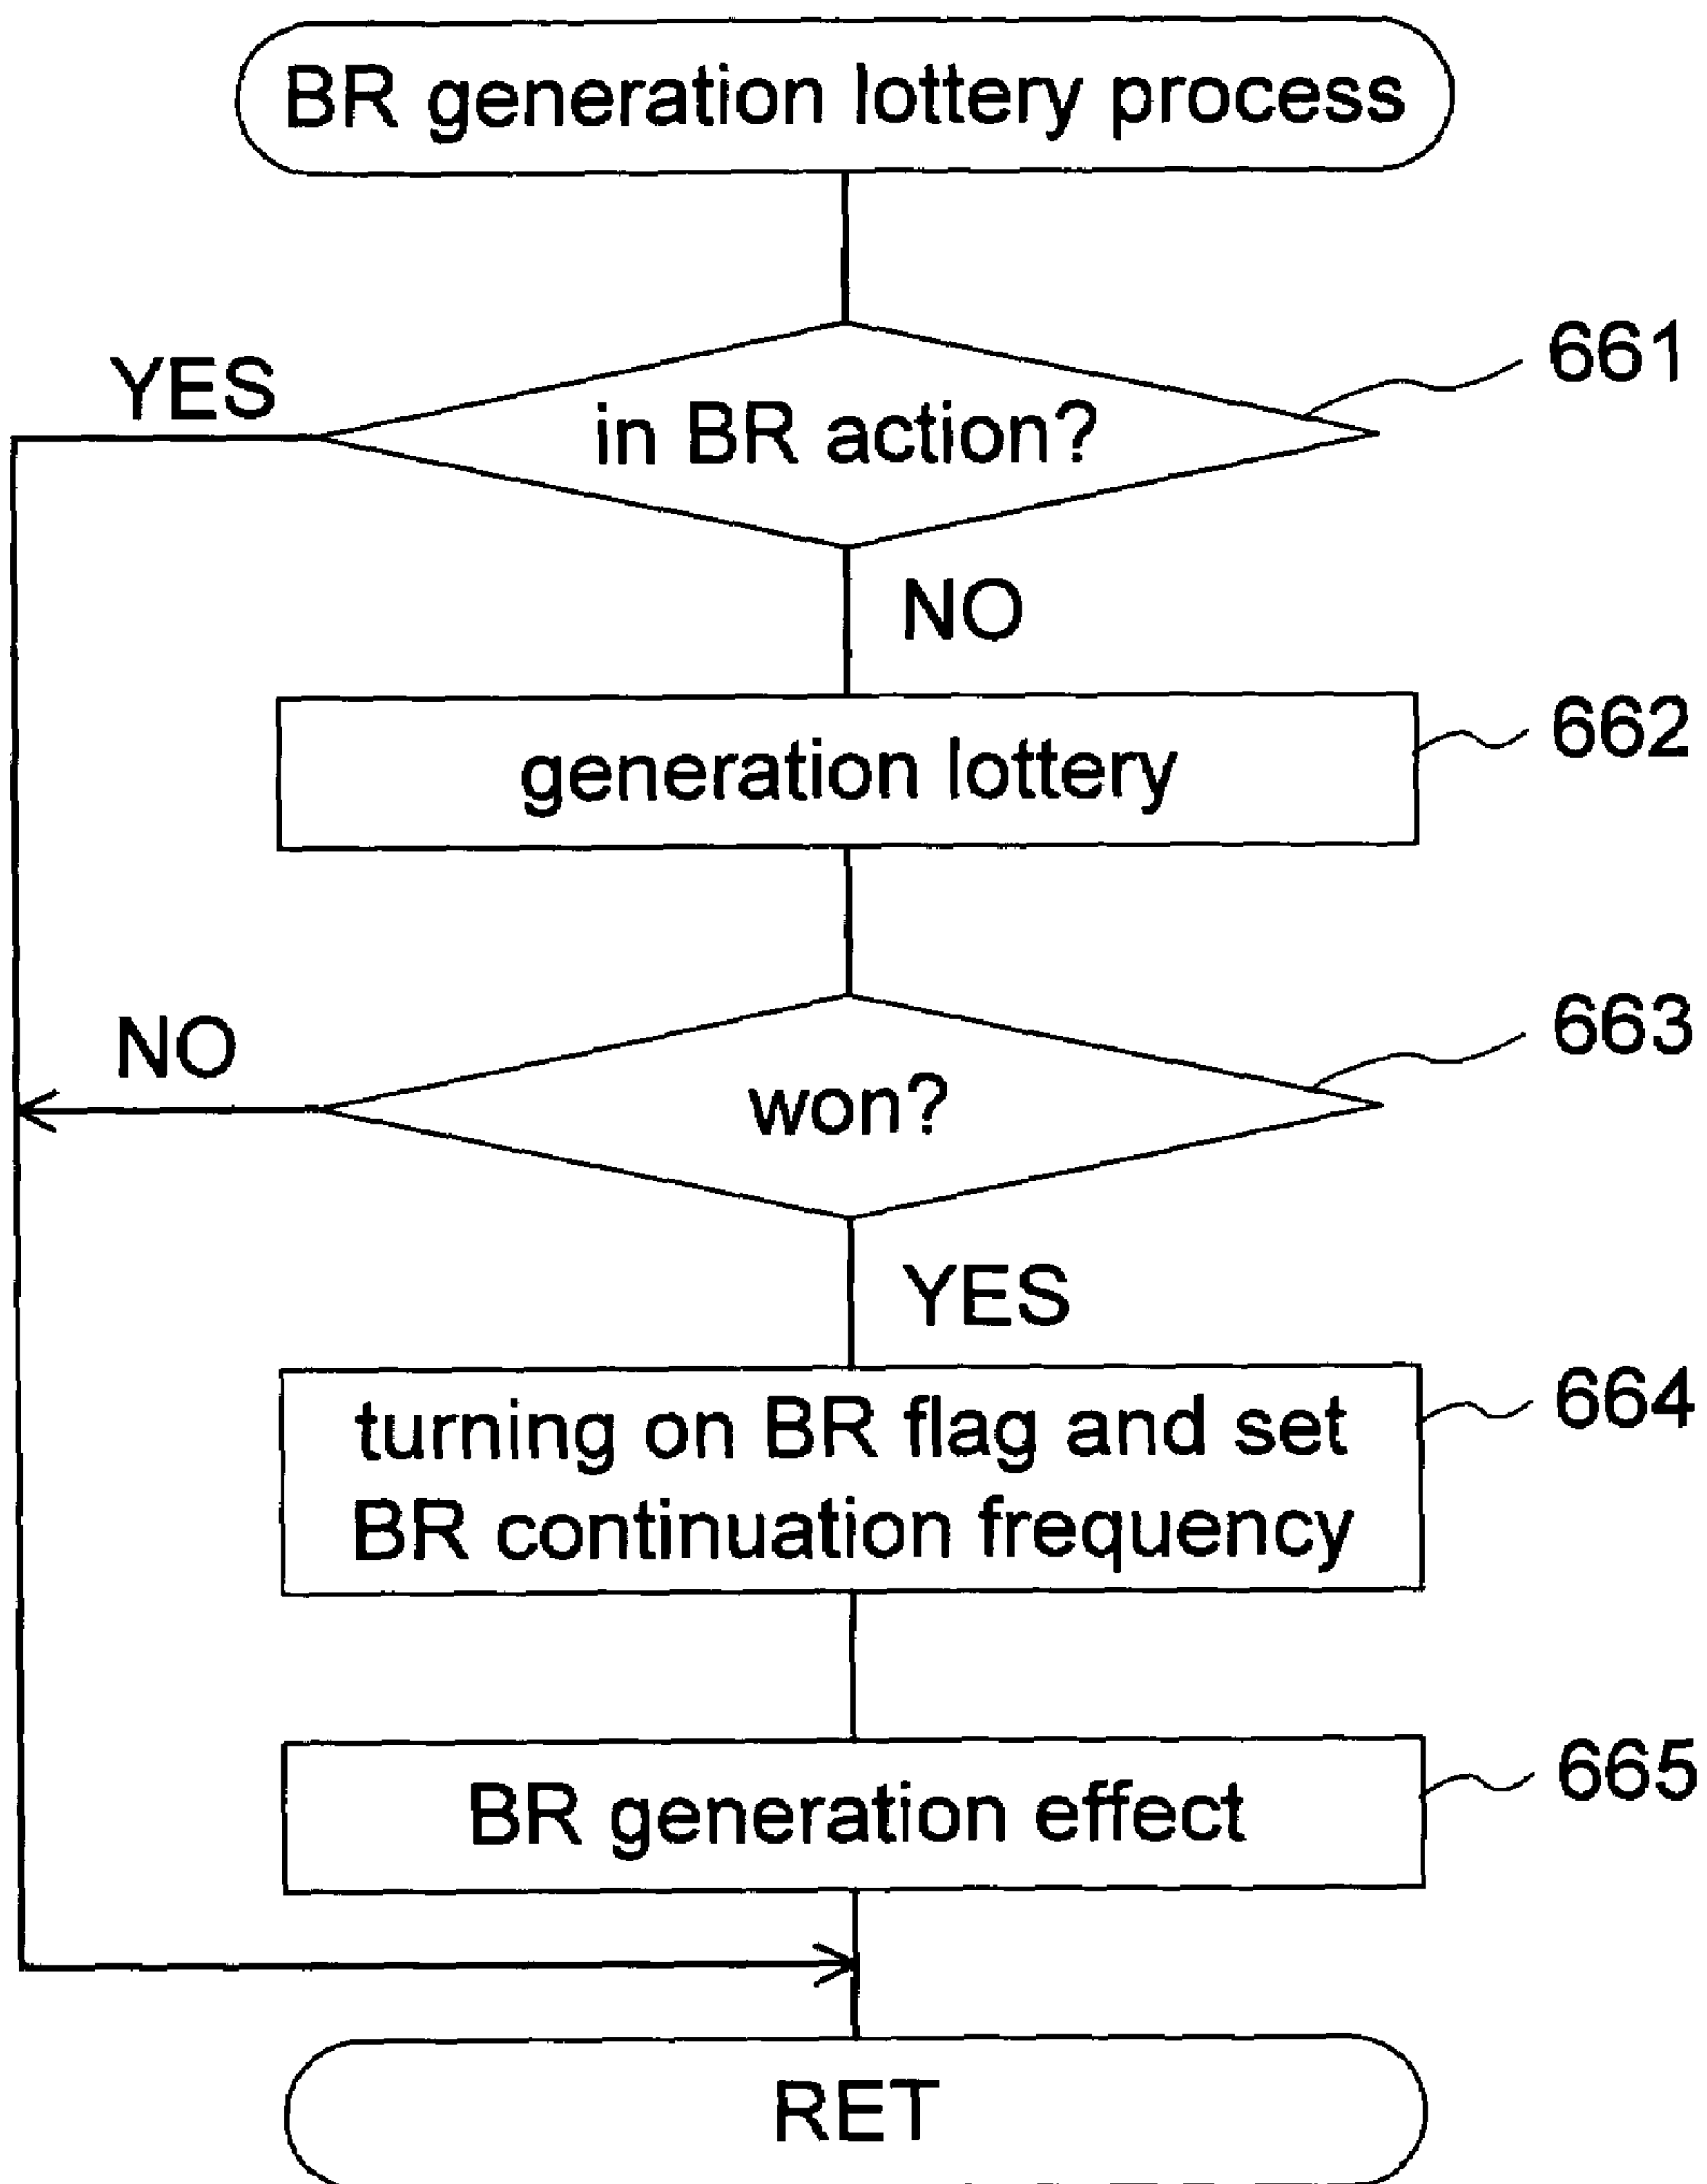 BR generation lottery process
661
YES
in BR action?
NO
662
generation lottery
663
NO
won?
YES
664
turning on BR flag and set
BR continuation frequency
665
BR generation effect
RET